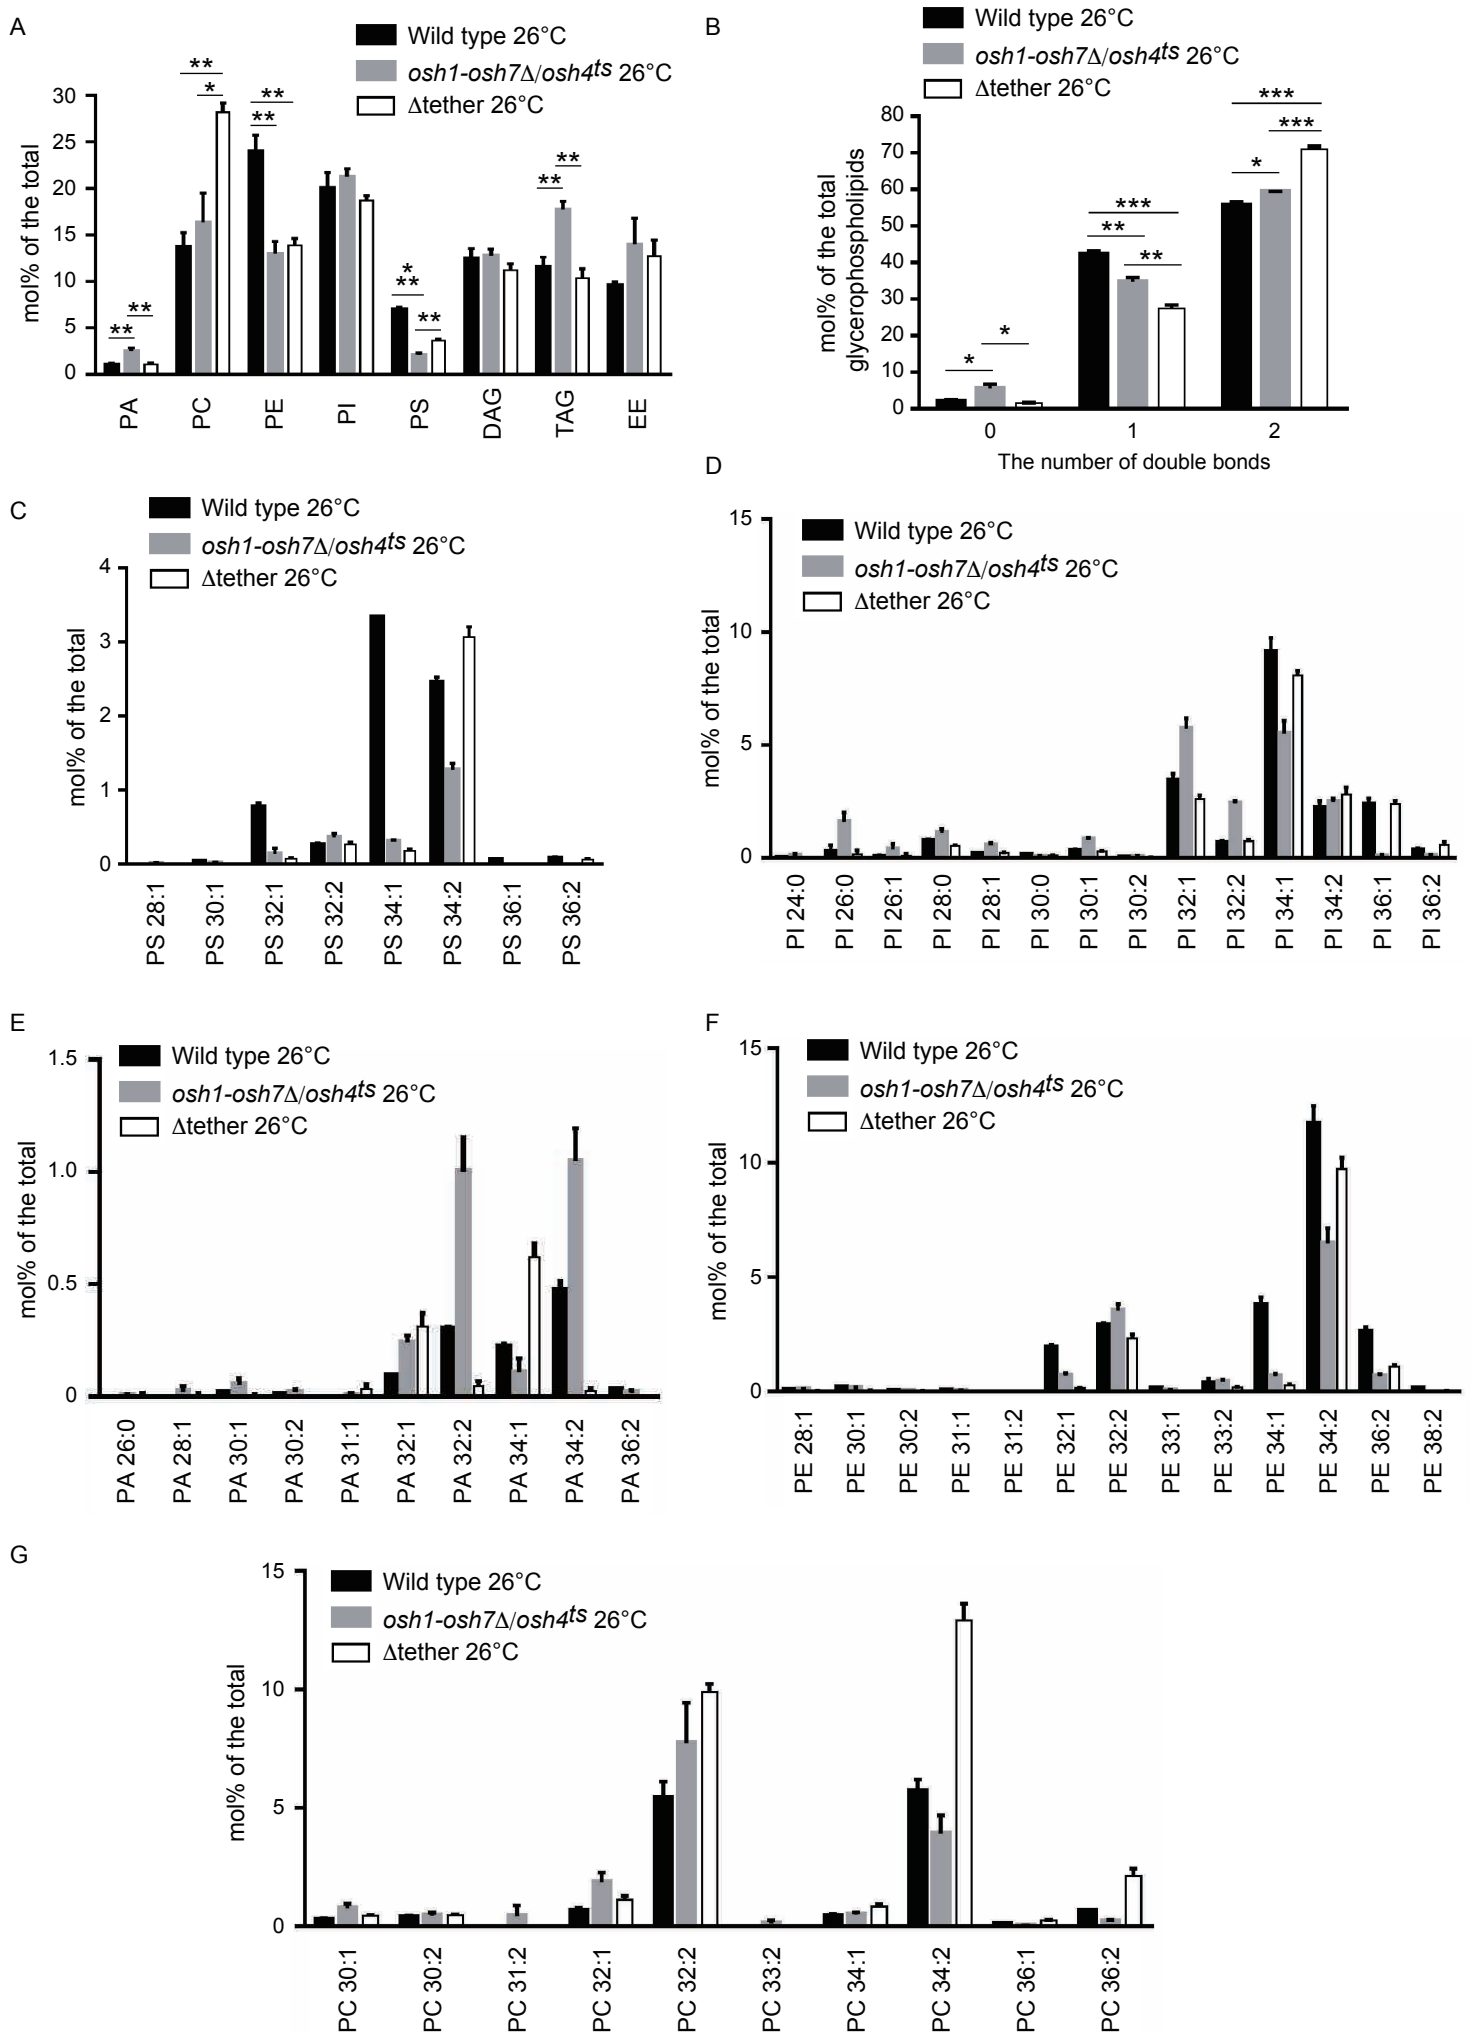 A
Wild type 26°C
osh1-osh7Δ/osh4ts 26°C
Δtether 26°C
mol% of the total
30
25
20
15
10
5
0
**
**
**
*
**
**
**
*
**
**
**
**
PA
PC
PE
PI
PS
DAG
TAG
EE
B
Wild type 26°C
osh1-osh7Δ/osh4ts 26°C
Δtether 26°C
mol% of the total
glycerophospholipids
80
70
60
50
40
30
20
10
0
*
*
***
**
**
***
***
*
0
1
2
The number of double bonds
C
Wild type 26°C
osh1-osh7Δ/osh4ts 26°C
Δtether 26°C
mol% of the total
4
3
2
1
0
PS 28:1
PS 30:1
PS 32:1
PS 32:2
PS 34:1
PS 34:2
PS 36:1
PS 36:2
D
Wild type 26°C
osh1-osh7Δ/osh4ts 26°C
Δtether 26°C
mol% of the total
15
10
5
0
PI 24:0
PI 26:0
PI 26:1
PI 28:0
PI 28:1
PI 30:0
PI 30:1
PI 30:2
PI 32:1
PI 32:2
PI 34:1
PI 34:2
PI 36:1
PI 36:2
E
Wild type 26°C
osh1-osh7Δ/osh4ts 26°C
Δtether 26°C
mol% of the total
1.5
1.0
0.5
0
PA 26:0
PA 28:1
PA 30:1
PA 30:2
PA 31:1
PA 32:1
PA 32:2
PA 34:1
PA 34:2
PA 36:2
F
Wild type 26°C
osh1-osh7Δ/osh4ts 26°C
Δtether 26°C
mol% of the total
15
10
5
0
PE 28:1
PE 30:1
PE 30:2
PE 31:1
PE 31:2
PE 32:1
PE 32:2
PE 33:1
PE 33:2
PE 34:1
PE 34:2
PE 36:2
PE 38:2
G
Wild type 26°C
osh1-osh7Δ/osh4ts 26°C
Δtether 26°C
mol% of the total
15
10
5
0
PC 30:1
PC 30:2
PC 31:2
PC 32:1
PC 32:2
PC 33:2
PC 34:1
PC 34:2
PC 36:1
PC 36:2